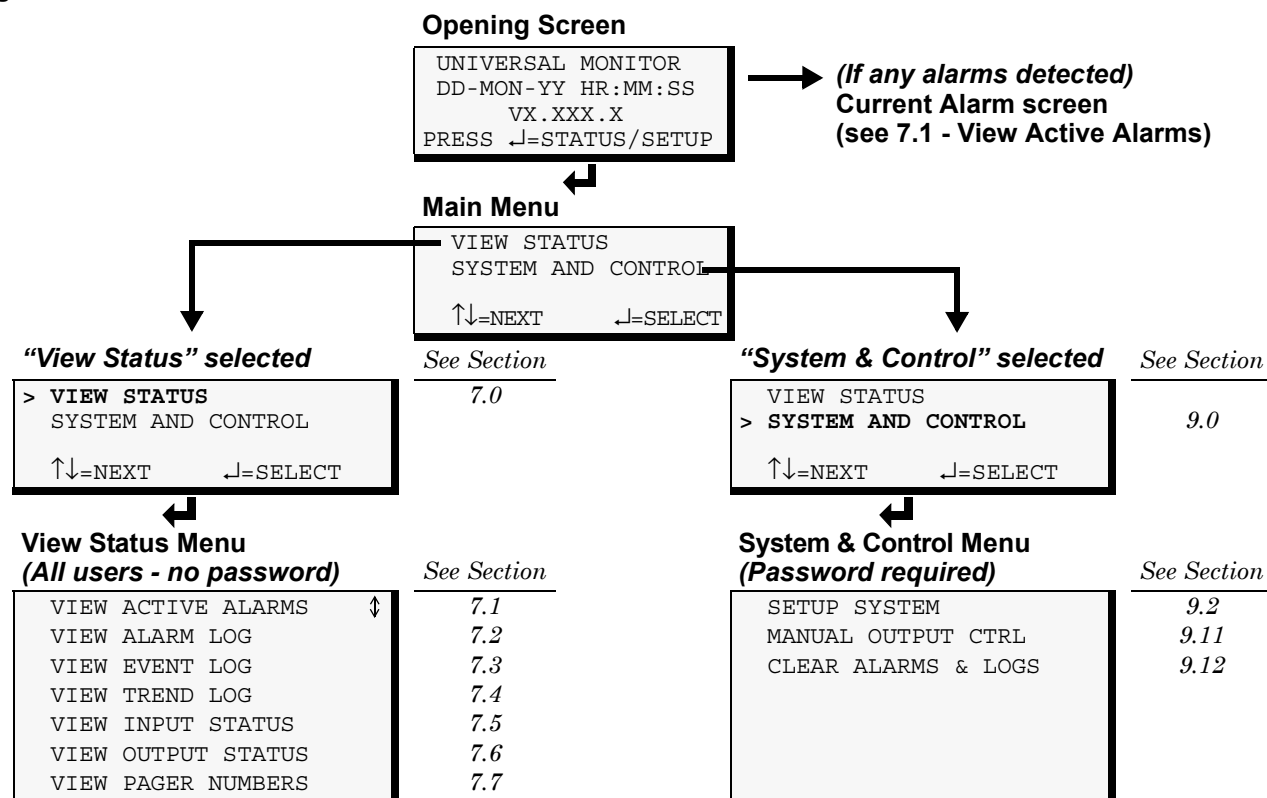 Opening Screen
UNIVERSAL MONITOR
DD-MON-YY HR:MM:SS
VX.XXX.X
PRESS ↵=STATUS/SETUP
(If any alarms detected)
Current Alarm screen
(see 7.1 - View Active Alarms)
Main Menu
VIEW STATUS
SYSTEM AND CONTROL
↑↓=NEXT ↵=SELECT
“View Status” selected See Section
> VIEW STATUS 7.0
SYSTEM AND CONTROL
↑↓=NEXT ↵=SELECT
“System & Control” selected See Section
VIEW STATUS
> SYSTEM AND CONTROL 9.0
↑↓=NEXT ↵=SELECT
View Status Menu
(All users - no password) See Section
VIEW ACTIVE ALARMS ↕ 7.1
VIEW ALARM LOG 7.2
VIEW EVENT LOG 7.3
VIEW TREND LOG 7.4
VIEW INPUT STATUS 7.5
VIEW OUTPUT STATUS 7.6
VIEW PAGER NUMBERS 7.7
System & Control Menu
(Password required) See Section
SETUP SYSTEM 9.2
MANUAL OUTPUT CTRL 9.11
CLEAR ALARMS & LOGS 9.12